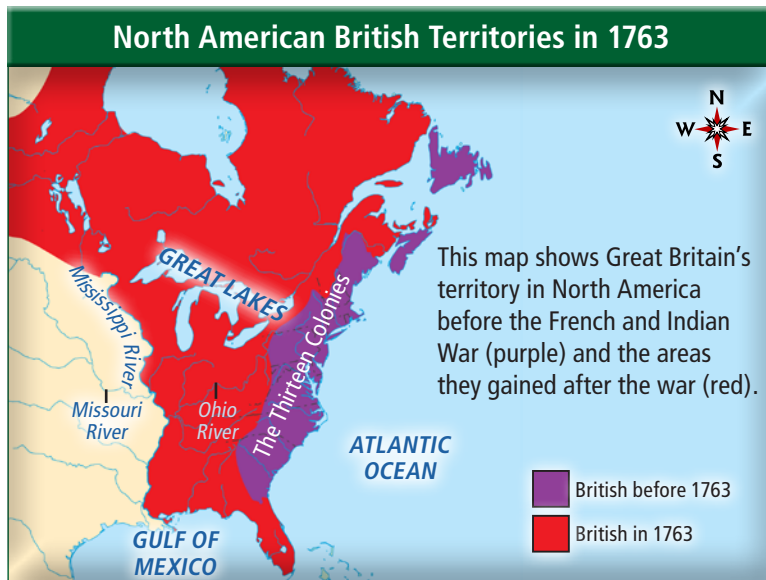 North American British Territories in 1763
N
W E
S
GREAT LAKES
Mississippi River
The Thirteen Colonies
This map shows Great Britain's
territory in North America
before the French and Indian
War (purple) and the areas
they gained after the war (red).
Missouri
River
Ohio
River
ATLANTIC
OCEAN
British before 1763
British in 1763
GULF OF
MEXICO